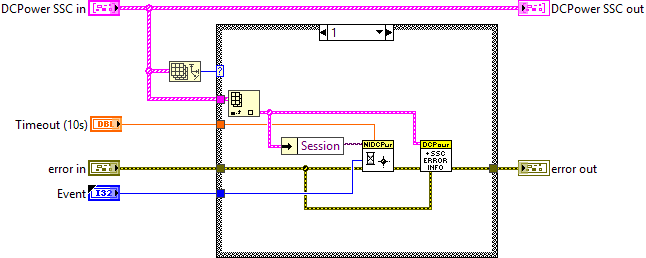 DCPower SSC in
DCPower SSC out
1
?
Timeout (10s)
DBL
Session
NIDCPwr
DCPowr
+SSC
ERROR
INFO
error in
error out
Event
I32